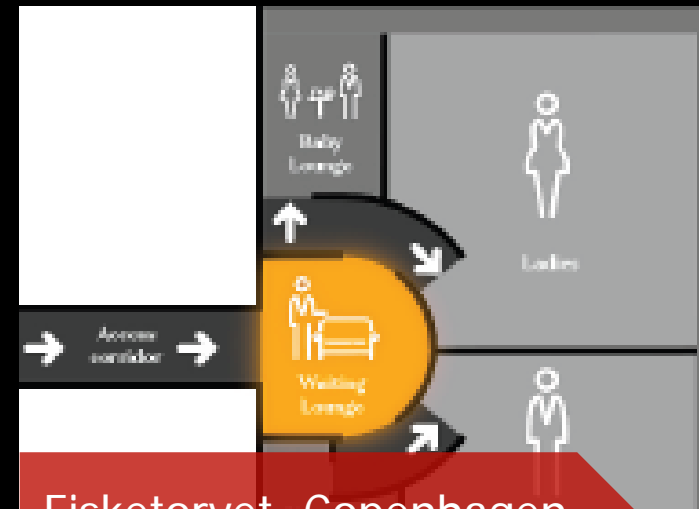 Baby
Lounge
Ladies
Access
corridor
Waiting
Lounge
Fisketorvet, Copenhagen